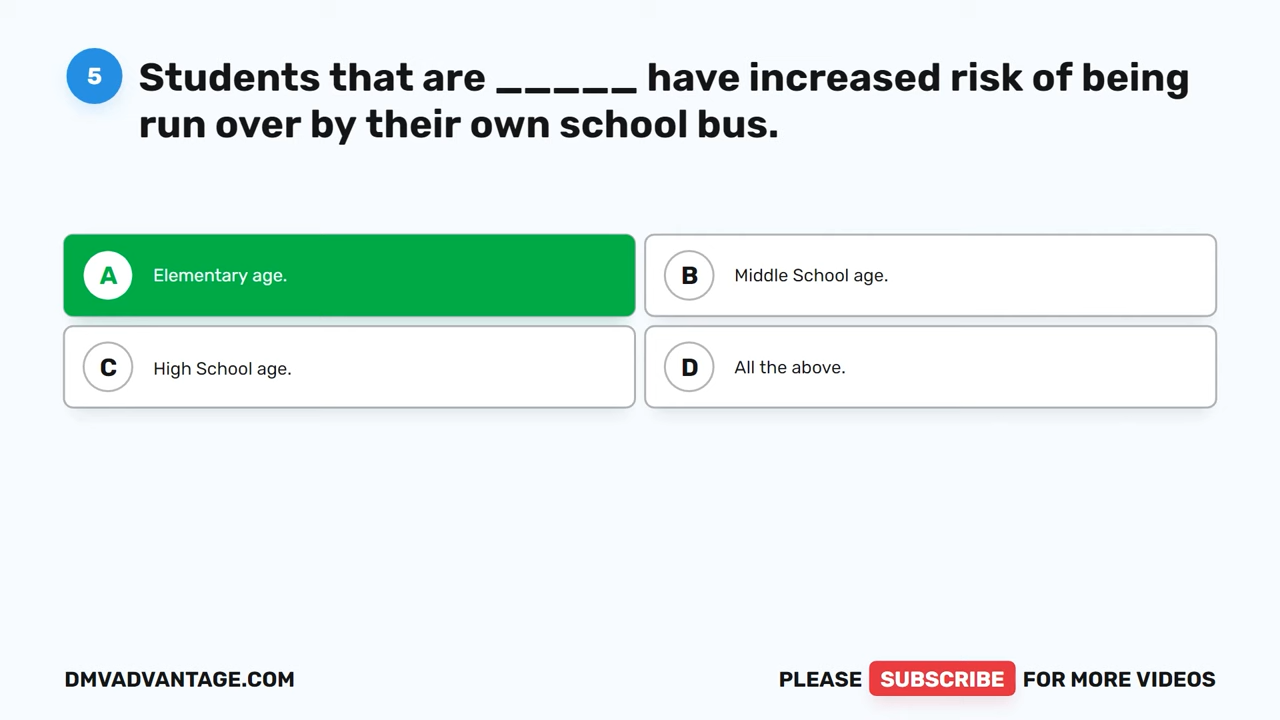 5
Students that are _____ have increased risk of being
run over by their own school bus.
A Elementary age.
B Middle School age.
C High School age.
D All the above.
DMVADVANTAGE.COM
PLEASE SUBSCRIBE FOR MORE VIDEOS